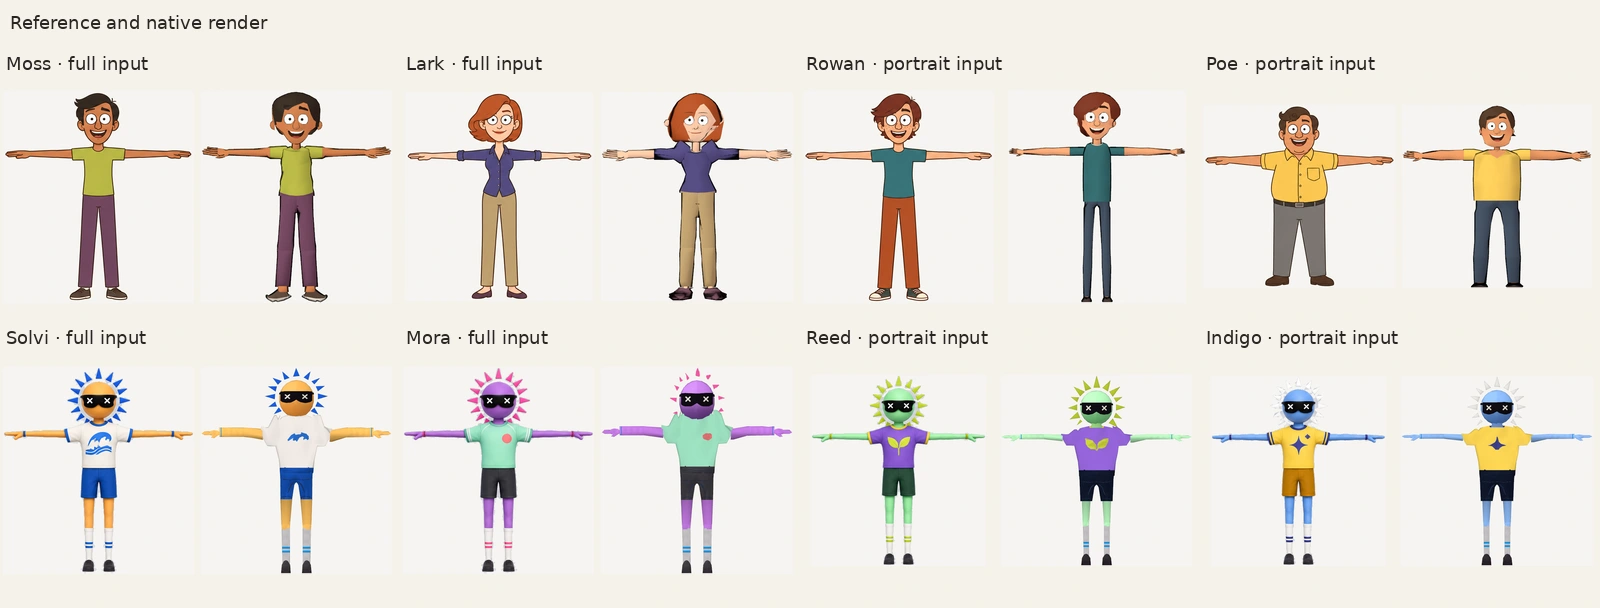 Reference and native render
Moss · full input
Lark · full input
Rowan · portrait input
Poe · portrait input
Solvi · full input
Mora · full input
Reed · portrait input
Indigo · portrait input